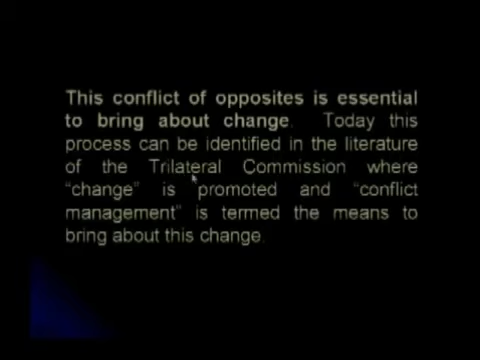 This conflict of opposites is essential
to bring about change. Today this
process can be identified in the literature
of the Trilateral Commission where
“change” is promoted and “conflict
management” is termed the means to
bring about this change.